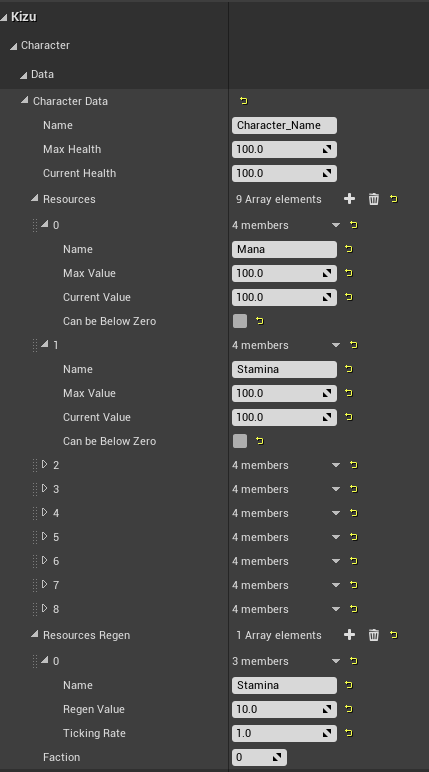 Kizu
Character
Data
Character Data
Name Character_Name
Max Health 100.0
Current Health 100.0
Resources 9 Array elements
0 4 members
Name Mana
Max Value 100.0
Current Value 100.0
Can be Below Zero
1 4 members
Name Stamina
Max Value 100.0
Current Value 100.0
Can be Below Zero
2 4 members
3 4 members
4 4 members
5 4 members
6 4 members
7 4 members
8 4 members
Resources Regen 1 Array elements
0 3 members
Name Stamina
Regen Value 10.0
Ticking Rate 1.0
Faction 0